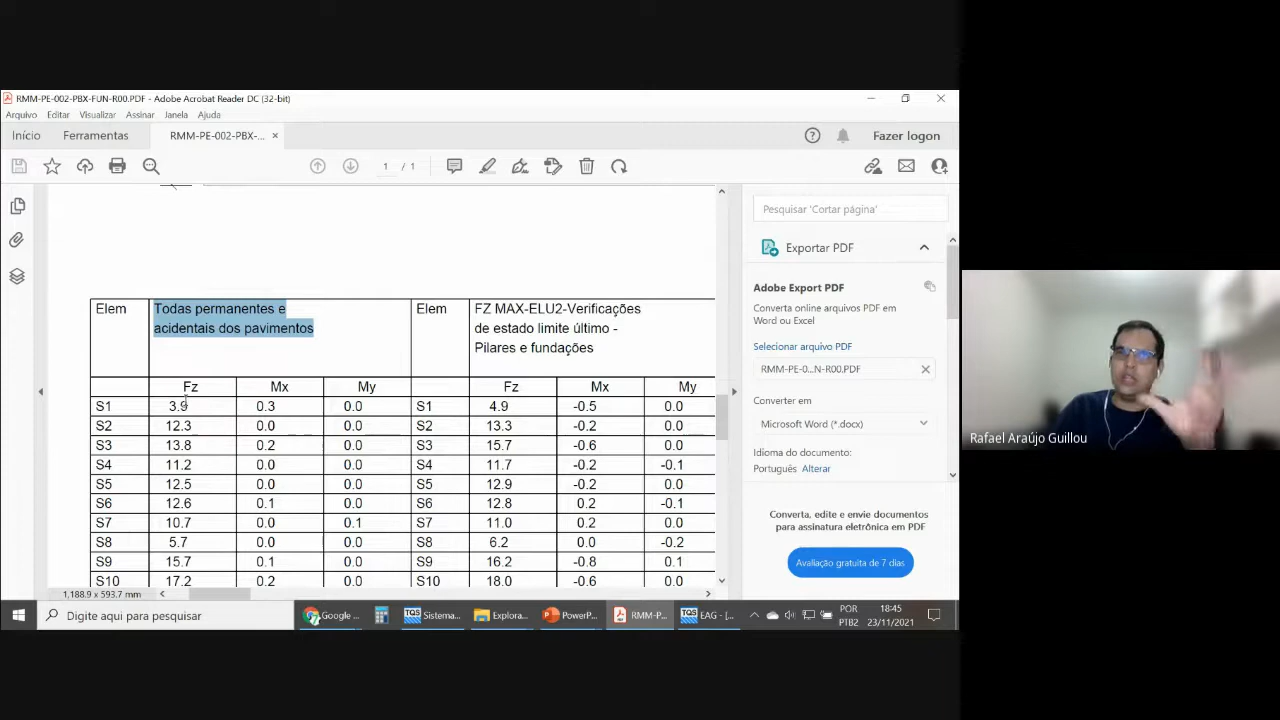 RMM-PE-002-PBX-FUN-R00.PDF - Adobe Acrobat Reader DC (32-bit)
Arquivo Editar Visualizar Assinar Janela Ajuda
Início Ferramentas RMM-PE-002-PBX-... × Fazer logon
1 / 1
Pesquisar 'Cortar página'
Exportar PDF
Adobe Export PDF
Converta online arquivos PDF em
Word ou Excel
Selecionar arquivo PDF
RMM-PE-0...N-R00.PDF
Converter em
Microsoft Word (*.docx)
Idioma do documento:
Português Alterar
Converta, edite e envie documentos
para assinatura eletrônica em PDF
Avaliação gratuita de 7 dias
Elem Todas permanentes e Elem FZ MAX-ELU2-Verificações
acidentais dos pavimentos de estado limite último -
Pilares e fundações
Fz Mx My Fz Mx My
S1 3.9 0.3 0.0 S1 4.9 -0.5 0.0
S2 12.3 0.0 0.0 S2 13.3 -0.2 0.0
S3 13.8 0.2 0.0 S3 15.7 -0.6 0.0
S4 11.2 0.0 0.0 S4 11.7 -0.2 -0.1
S5 12.5 0.0 0.0 S5 12.9 -0.2 0.0
S6 12.6 0.1 0.0 S6 12.8 0.2 -0.1
S7 10.7 0.0 0.1 S7 11.0 0.2 0.0
S8 5.7 0.0 0.0 S8 6.2 0.0 -0.2
S9 15.7 0.1 0.0 S9 16.2 -0.8 0.1
S10 17.2 0.2 0.0 S10 18.0 -0.6 0.0
1,188.9 x 593.7 mm
Rafael Araújo Guillou
Digite aqui para pesquisar
Google ... TQS Sistema... Explora... PowerP... RMM-P... TQS EAG - [...
POR
PTB2
18:45
23/11/2021